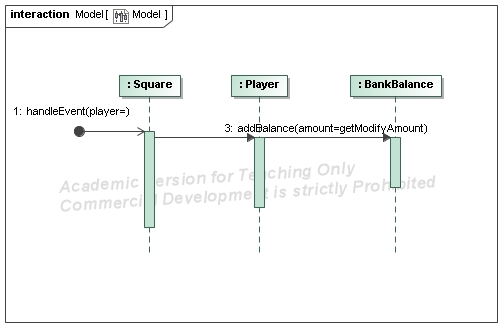 interaction Model[ Model ]
: Square
: Player
: BankBalance
1: handleEvent(player=)
3: addBalance(amount=getModifyAmount)
Academic Version for Teaching Only
Commercial Development is strictly Prohibited